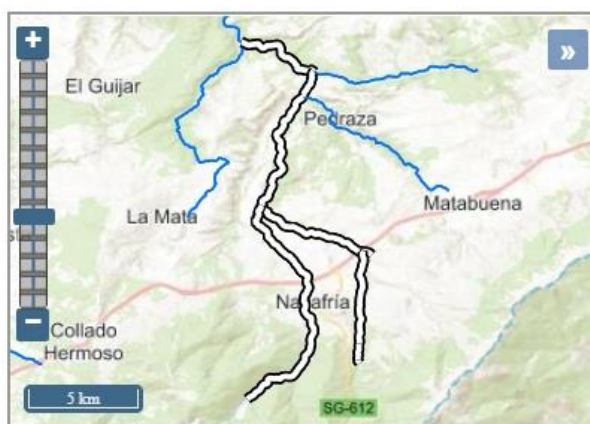 +
»
El Guijar
Pedraza
Matabuena
La Mata
Navafría
Collado
Hermoso
5 km
SG-612